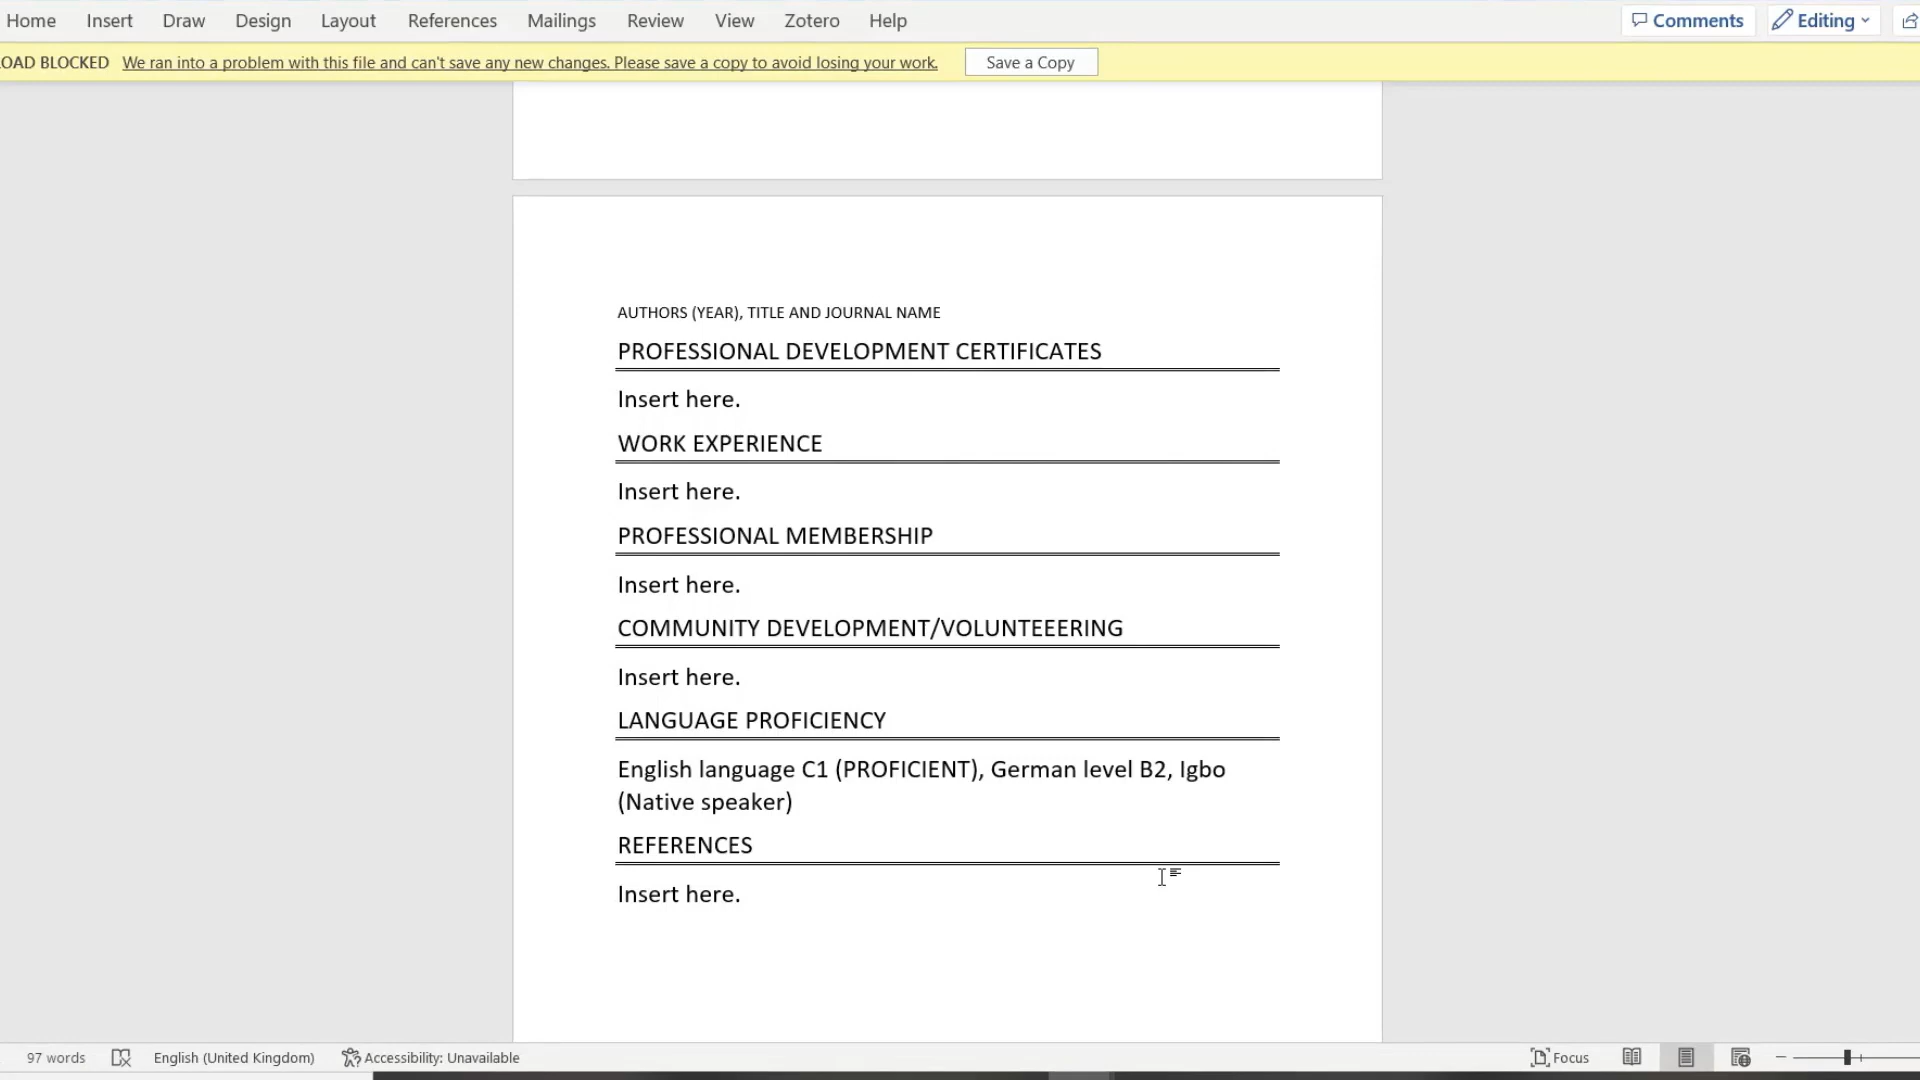 Home Insert Draw Design Layout References Mailings Review View Zotero Help Comments Editing
OAD BLOCKED We ran into a problem with this file and can't save any new changes. Please save a copy to avoid losing your work. Save a Copy
AUTHORS (YEAR), TITLE AND JOURNAL NAME
PROFESSIONAL DEVELOPMENT CERTIFICATES
Insert here.
WORK EXPERIENCE
Insert here.
PROFESSIONAL MEMBERSHIP
Insert here.
COMMUNITY DEVELOPMENT/VOLUNTEEERING
Insert here.
LANGUAGE PROFICIENCY
English language C1 (PROFICIENT), German level B2, Igbo
(Native speaker)
REFERENCES
Insert here.
97 words English (United Kingdom) Accessibility: Unavailable Focus